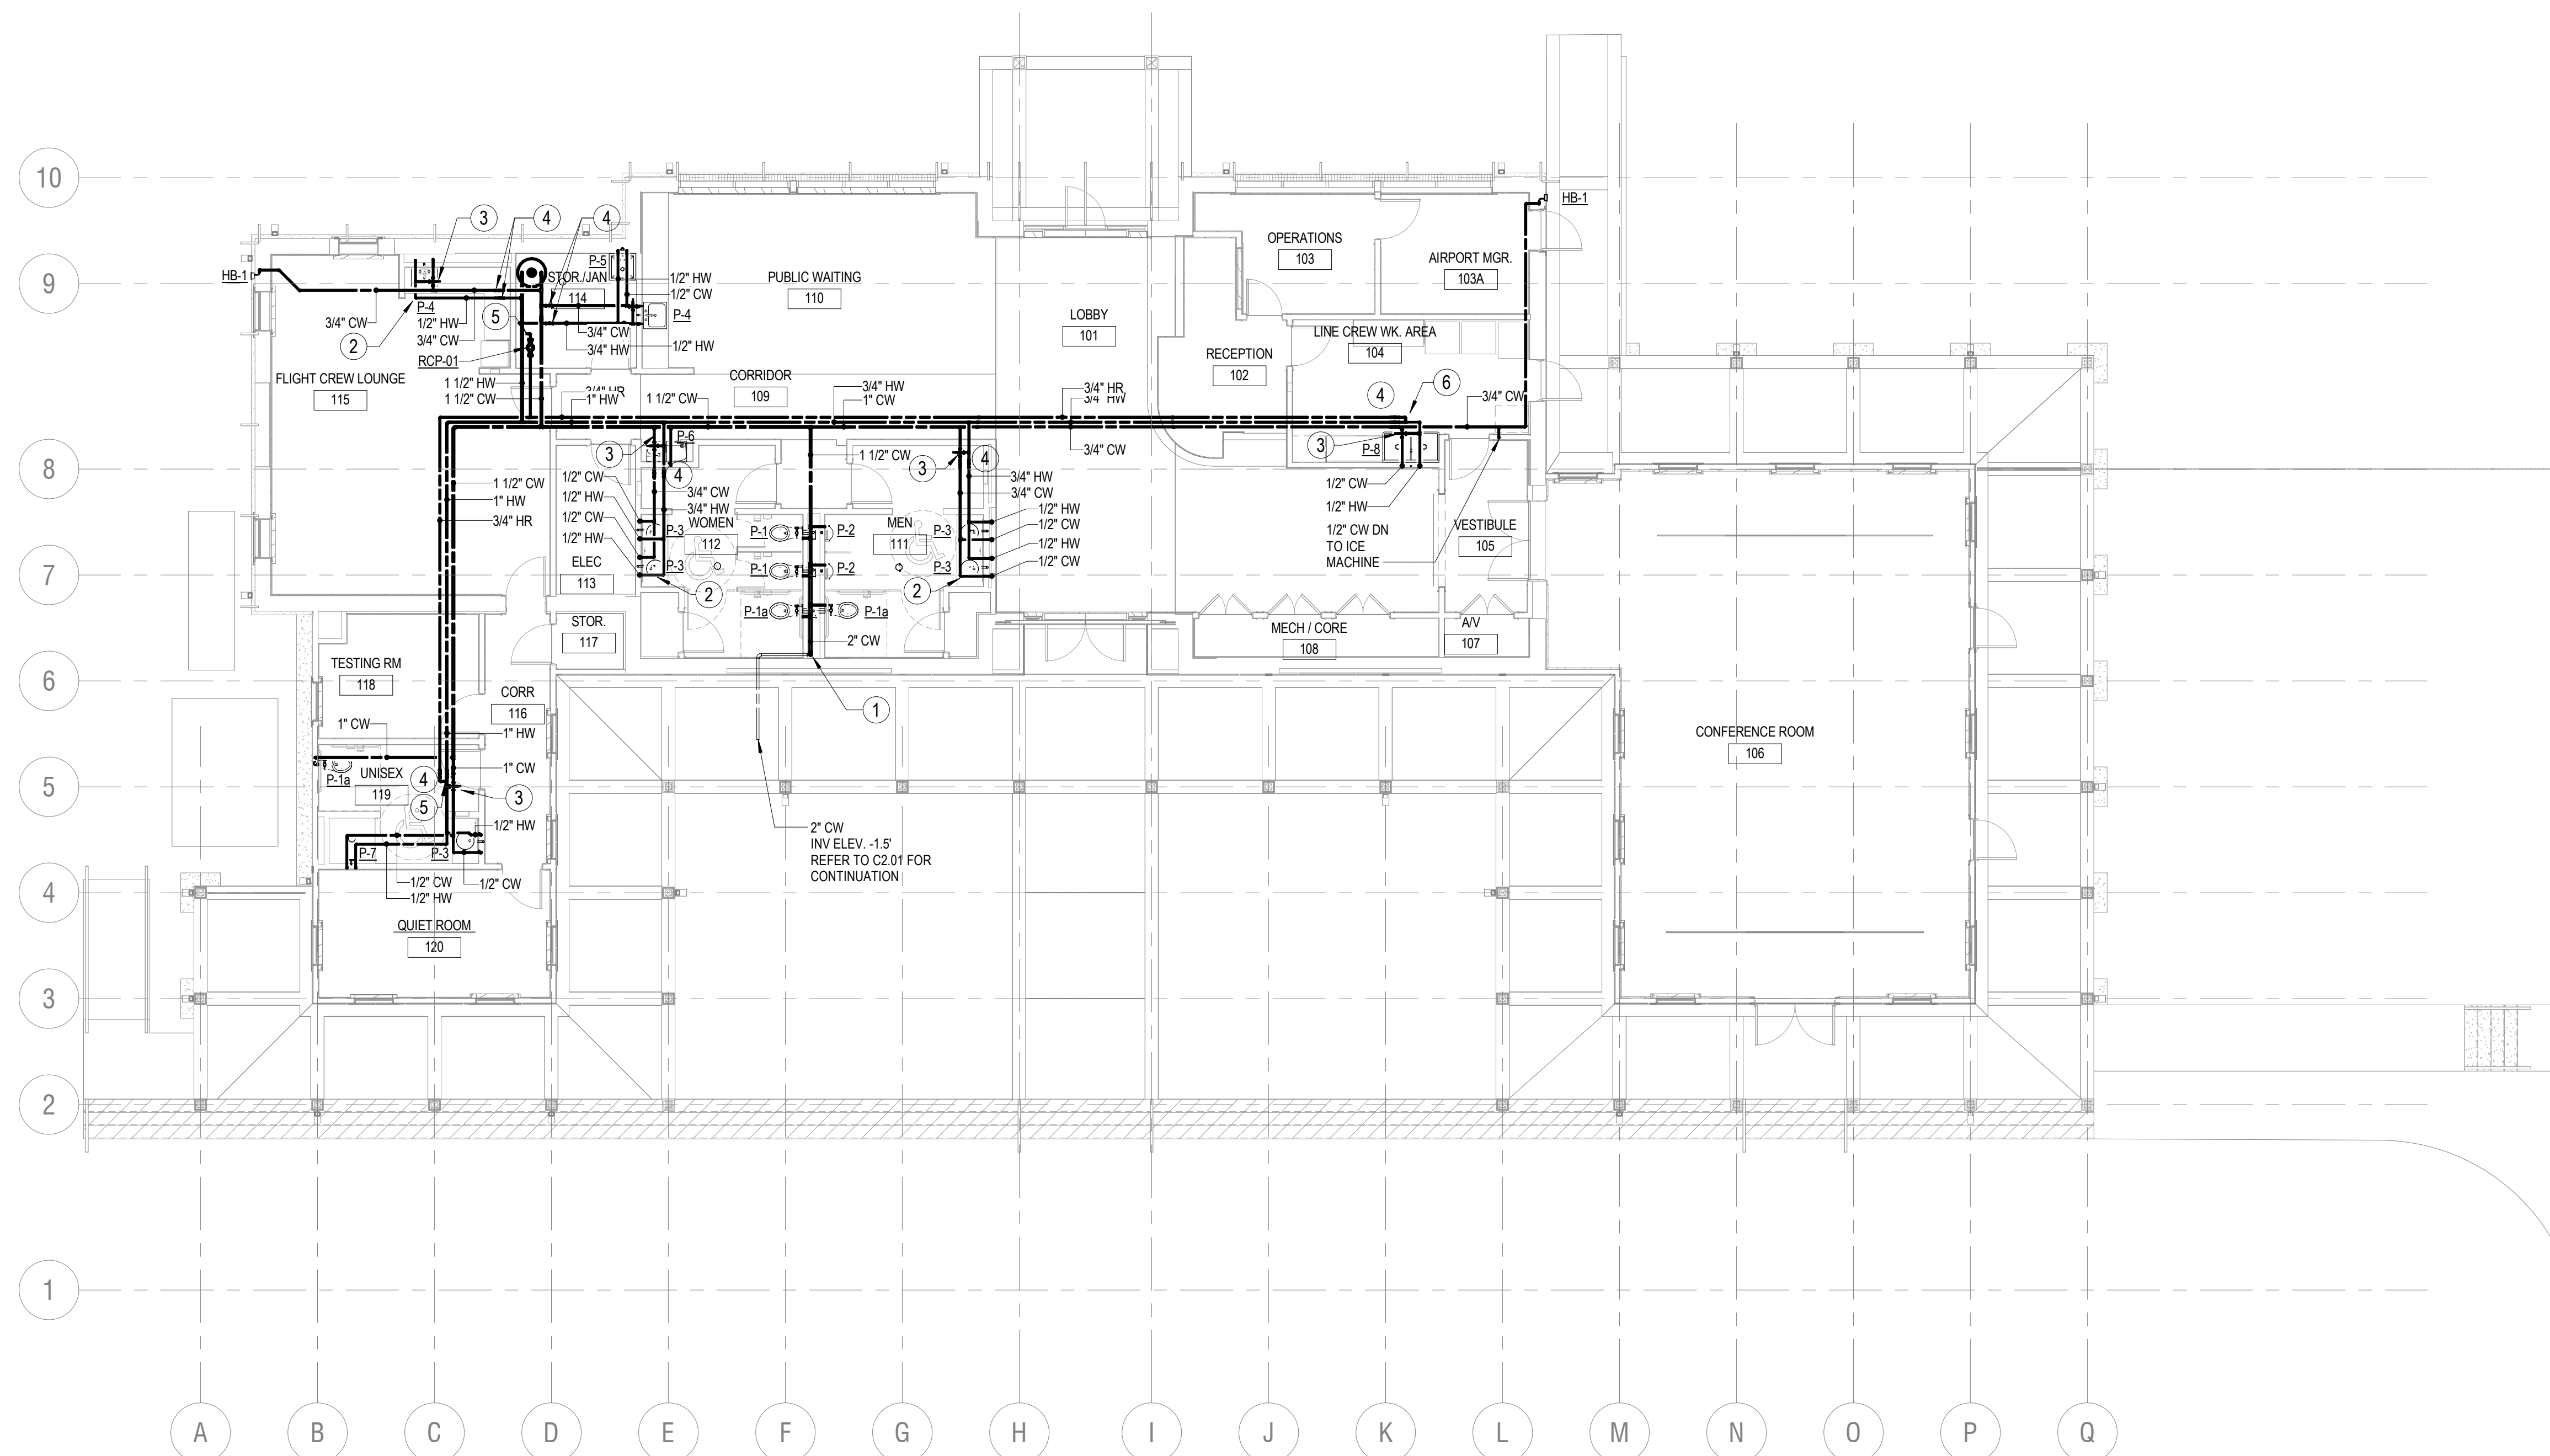 10
HB-1
3
4
4
OPERATIONS
103
AIRPORT MGR.
103A
9
HB-1
P-5
STOR./JAN
114
1/2" HW
1/2" CW
PUBLIC WAITING
110
P-4
P-4
3/4" CW
1/2" HW
3/4" CW
2
5
RCP-01
3/4" CW
3/4" HW
1/2" HW
LOBBY
101
LINE CREW WK. AREA
104
RECEPTION
102
FLIGHT CREW LOUNGE
115
1 1/2" HW
1 1/2" CW
3/4" HR
1" HW
1 1/2" CW
CORRIDOR
109
3/4" HW
1" CW
3/4" HR
3/4" HW
4
6
3/4" CW
P-6
3
4
1 1/2" CW
3
4
3/4" CW
3
P-8
8
1 1/2" CW
1" HW
3/4" HR
1/2" CW
1/2" HW
1/2" CW
1/2" HW
3/4" CW
3/4" HW
WOMEN
112
P-3
P-3
P-1
P-1
P-2
P-2
MEN
111
P-3
P-3
3/4" HW
3/4" CW
1/2" HW
1/2" CW
1/2" HW
1/2" CW
1/2" CW
1/2" HW
1/2" CW DN
TO ICE
MACHINE
VESTIBULE
105
7
ELEC
113
2
2
P-1a
P-1a
STOR.
117
2" CW
MECH / CORE
108
A/V
107
6
TESTING RM
118
CORR
116
1
1" CW
1" HW
CONFERENCE ROOM
106
5
P-1a
UNISEX
119
4
5
1" CW
3
1/2" HW
P-7
P-3
1/2" CW
1/2" HW
1/2" CW
2" CW
INV ELEV. -1.5'
REFER TO C2.01 FOR
CONTINUATION
4
QUIET ROOM
120
3
2
1
A B C D E F G H I J K L M N O P Q